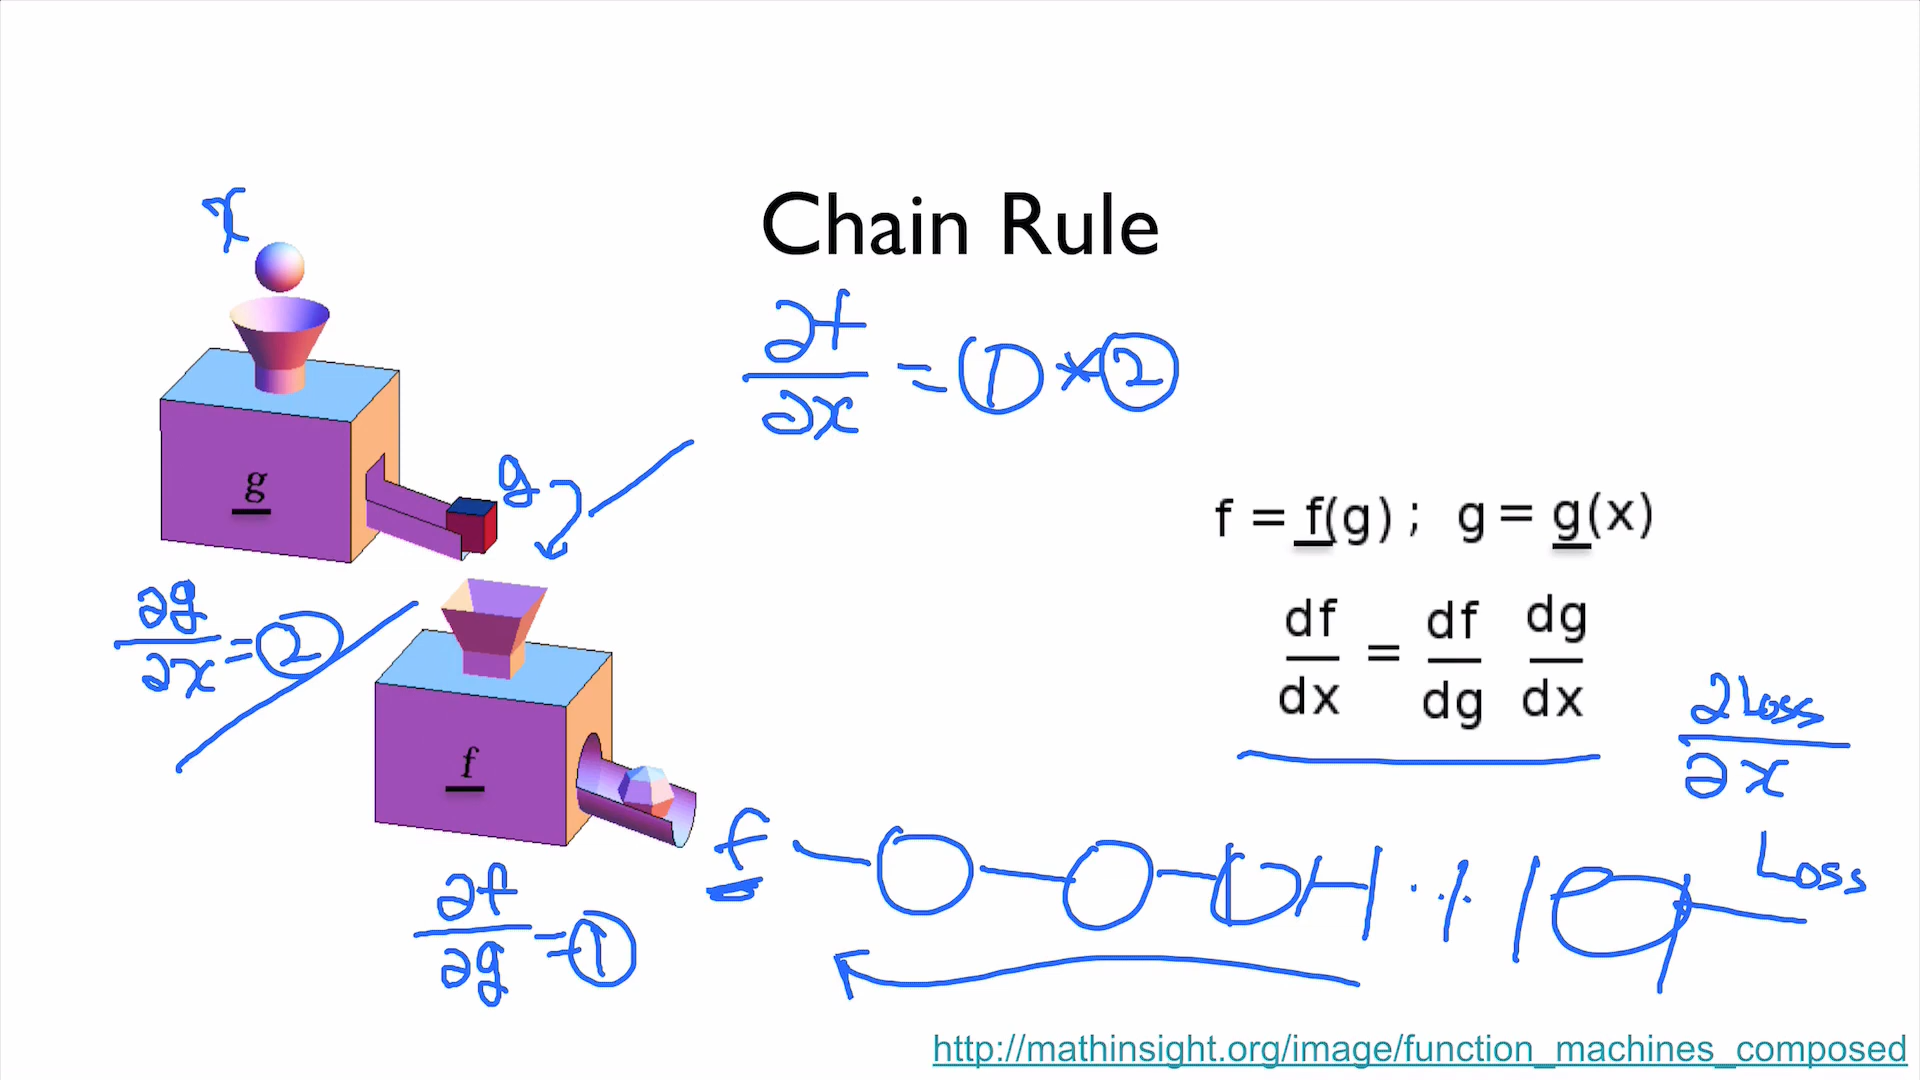 Chain Rule
x
∂f/∂x = ① * ②
g
g
f = f(g) ; g = g(x)
∂g/∂x = ②
df/dx = df/dg dg/dx
∂Loss/∂x
f
f
Loss
∂f/∂g = ①
http://mathinsight.org/image/function_machines_composed